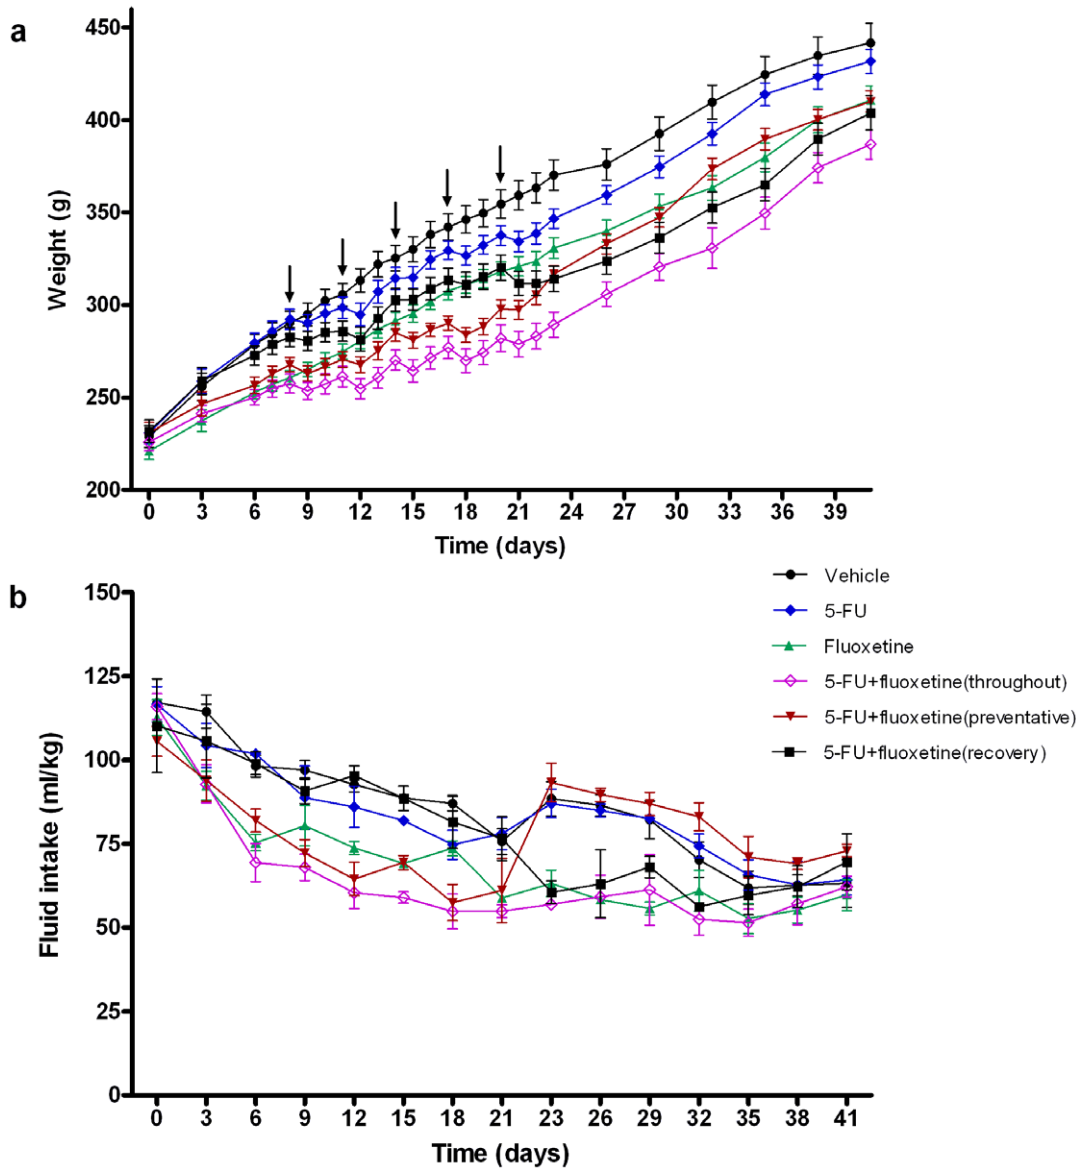 a
Weight (g)
450
400
350
300
250
200
0 3 6 9 12 15 18 21 24 27 30 33 36 39
Time (days)
b
Fluid intake (ml/kg)
150
125
100
75
50
25
0
0 3 6 9 12 15 18 21 23 26 29 32 35 38 41
Time (days)
Vehicle
5-FU
Fluoxetine
5-FU+fluoxetine(throughout)
5-FU+fluoxetine(preventative)
5-FU+fluoxetine(recovery)